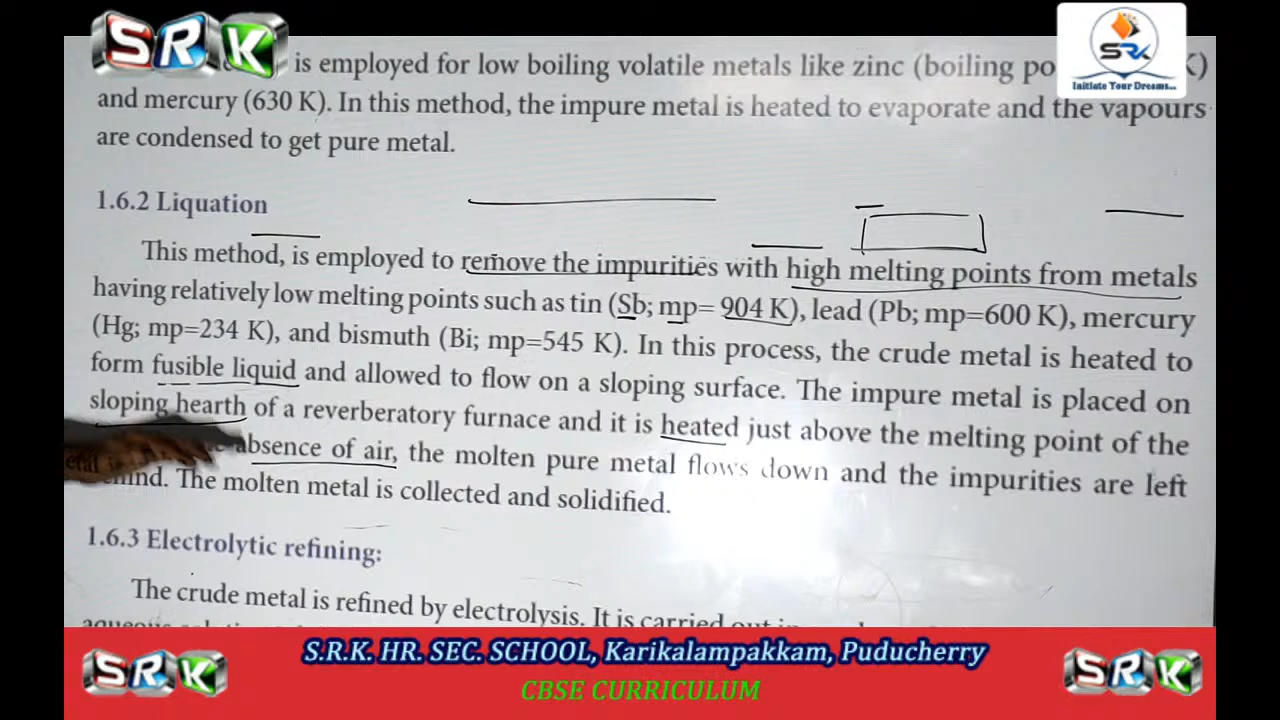 SRK
SRK
Initiate Your Dreams...
is employed for low boiling volatile metals like zinc (boiling po K)
and mercury (630 K). In this method, the impure metal is heated to evaporate and the vapours
are condensed to get pure metal.
1.6.2 Liquation
This method, is employed to remove the impurities with high melting points from metals
having relatively low melting points such as tin (Sb; mp= 904 K), lead (Pb; mp=600 K), mercury
(Hg; mp=234 K), and bismuth (Bi; mp=545 K). In this process, the crude metal is heated to
form fusible liquid and allowed to flow on a sloping surface. The impure metal is placed on
sloping hearth of a reverberatory furnace and it is heated just above the melting point of the
absence of air, the molten pure metal flows down and the impurities are left
The molten metal is collected and solidified.
1.6.3 Electrolytic refining:
The crude metal is refined by electrolysis. It is carried out in
S.R.K. HR. SEC. SCHOOL, Karikalampakkam, Puducherry
CBSE CURRICULUM
SRK
SRK